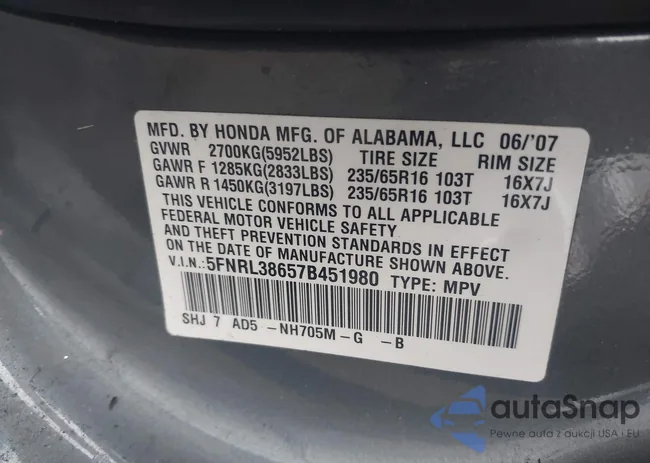 MFD. BY HONDA MFG. OF ALABAMA, LLC 06/'07
GVWR 2700KG(5952LBS) TIRE SIZE RIM SIZE
GAWR F 1285KG(2833LBS) 235/65R16 103T 16X7J
GAWR R 1450KG(3197LBS) 235/65R16 103T 16X7J
THIS VEHICLE CONFORMS TO ALL APPLICABLE
FEDERAL MOTOR VEHICLE SAFETY
THEFT PREVENTION STANDARDS IN EFFECT
ON THE DATE OF MANUFACTURE SHOWN ABOVE.
V.I.N.:5FNRL38657B451980 TYPE: MPV
SHJ 7 AD5 -NH705M-G -B
autaSnap
Pewne auta z aukcji USA i EU